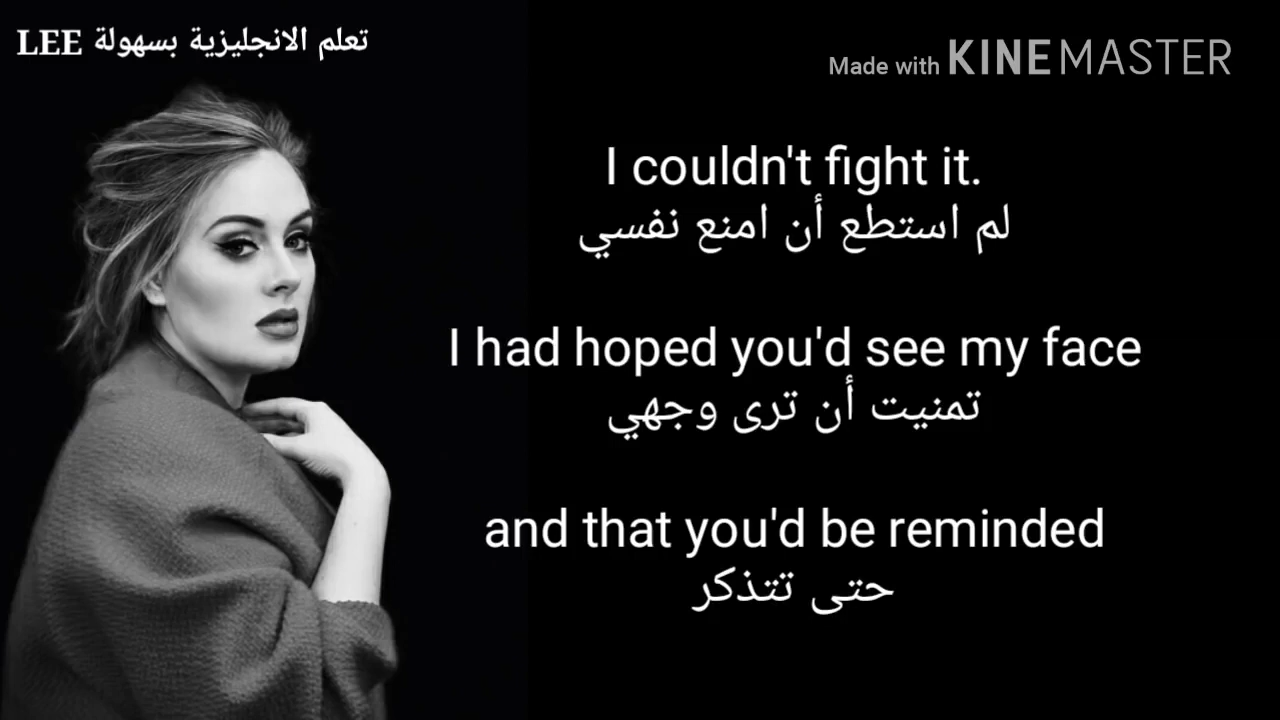 تعلم الانجليزية بسهولة LEE
Made with KINEMASTER
I couldn't fight it.
لم استطع أن امنع نفسي
I had hoped you'd see my face
تمنيت أن ترى وجهي
and that you'd be reminded
حتى تتذكر